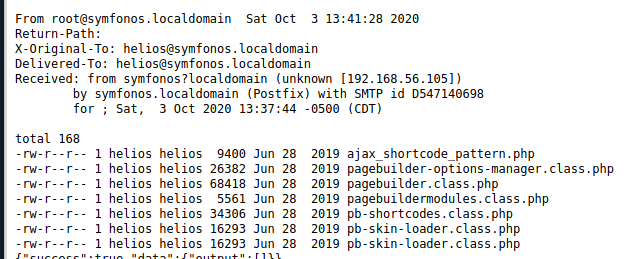 From root@symfonos.localdomain  Sat Oct  3 13:41:28 2020
Return-Path:
X-Original-To: helios@symfonos.localdomain
Delivered-To: helios@symfonos.localdomain
Received: from symfonos?localdomain (unknown [192.168.56.105])
        by symfonos.localdomain (Postfix) with SMTP id D547140698
        for ; Sat,  3 Oct 2020 13:37:44 -0500 (CDT)

total 168
-rw-r--r-- 1 helios helios  9400 Jun 28  2019 ajax_shortcode_pattern.php
-rw-r--r-- 1 helios helios 26382 Jun 28  2019 pagebuilder-options-manager.class.php
-rw-r--r-- 1 helios helios 68418 Jun 28  2019 pagebuilder.class.php
-rw-r--r-- 1 helios helios  5561 Jun 28  2019 pagebuildermodules.class.php
-rw-r--r-- 1 helios helios 34306 Jun 28  2019 pb-shortcodes.class.php
-rw-r--r-- 1 helios helios 16293 Jun 28  2019 pb-skin-loader.class.php
-rw-r--r-- 1 helios helios 16293 Jun 28  2019 pb-skin-loader.class.php
{"success":true,"data":{"output":[]}}